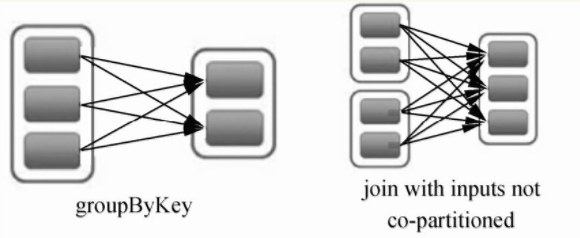 groupByKey
join with inputs not
co-partitioned